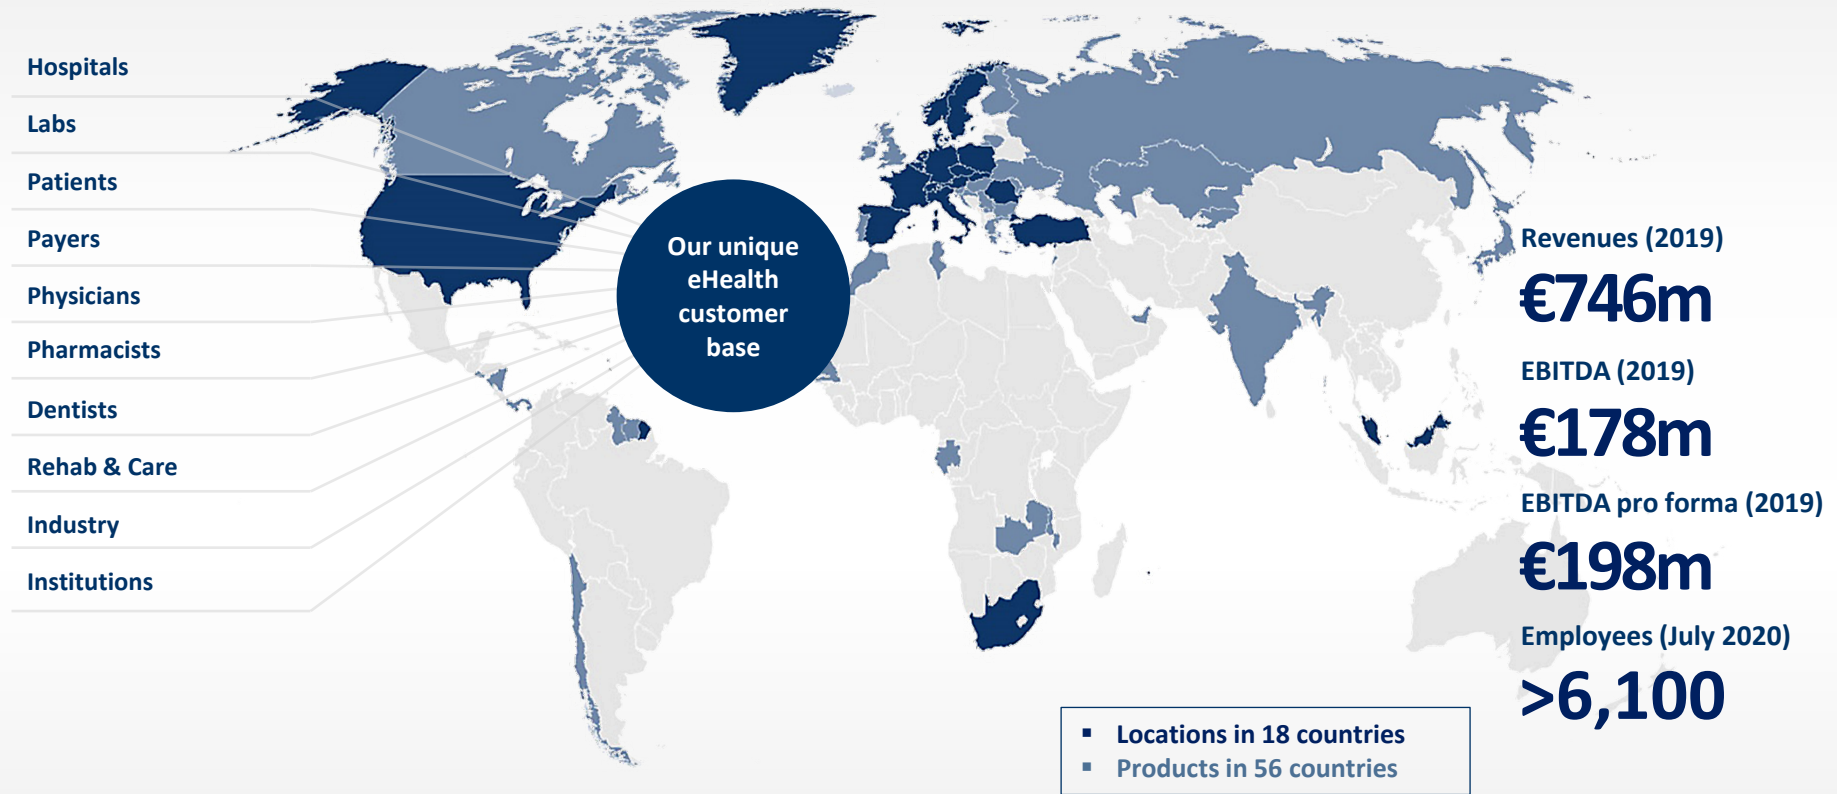 Hospitals
Labs
Patients
Payers
Physicians
Pharmacists
Dentists
Rehab & Care
Industry
Institutions
Our unique
eHealth
customer
base
Revenues (2019)
€746m
EBITDA (2019)
€178m
EBITDA pro forma (2019)
€198m
Employees (July 2020)
>6,100
▪ Locations in 18 countries
▪ Products in 56 countries